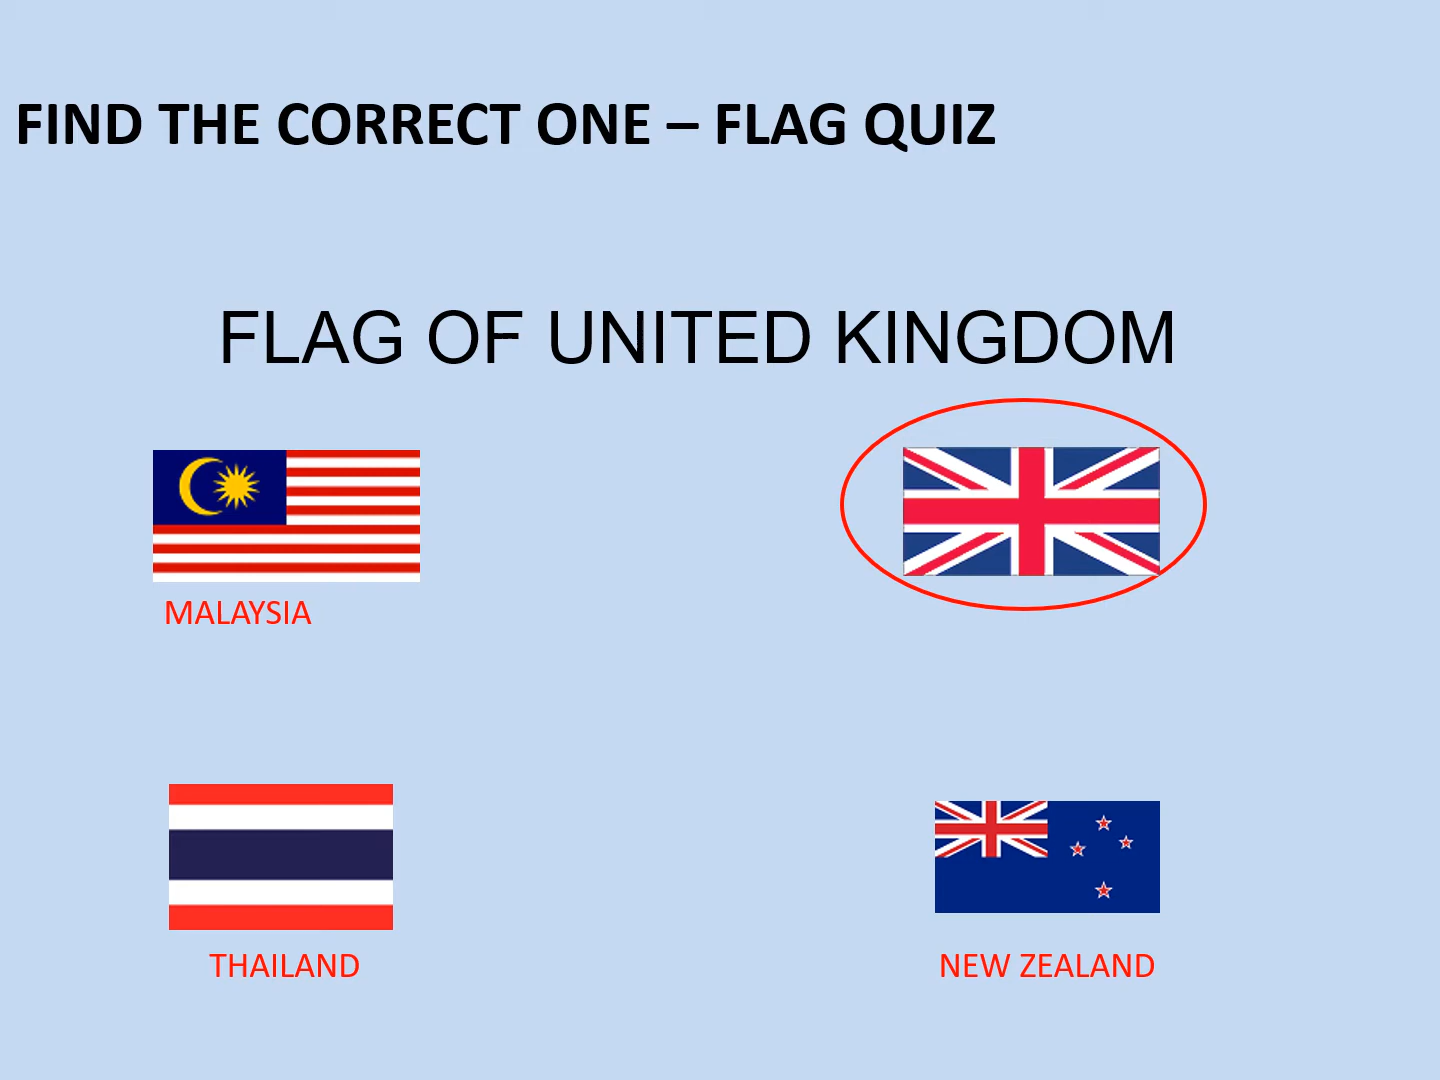 FIND THE CORRECT ONE – FLAG QUIZ
FLAG OF UNITED KINGDOM
MALAYSIA
THAILAND
NEW ZEALAND